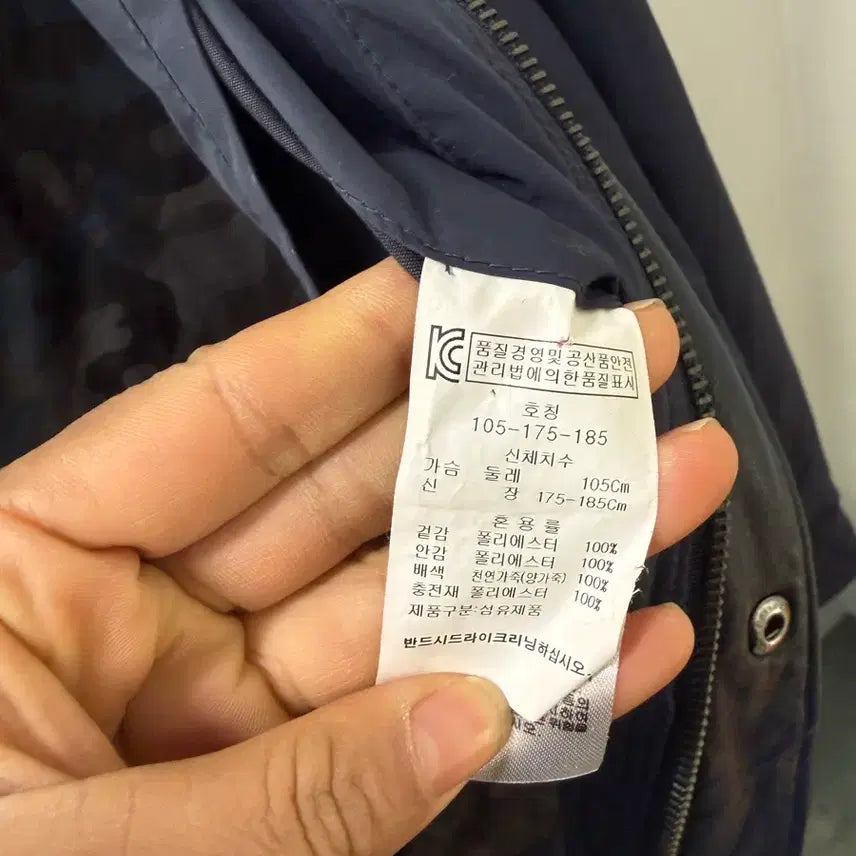 KC 품질경영및공산품안전
관리법에의한품질표시
호칭
105-175-185
신체치수
가슴 둘레 105Cm
신 장 175-185Cm
혼용률
겉감 폴리에스터 100%
안감 폴리에스터 100%
배색 천연가죽(양가죽) 100%
충전재 폴리에스터 100%
제품구분:섬유제품
반드시드라이크리닝하십시오.